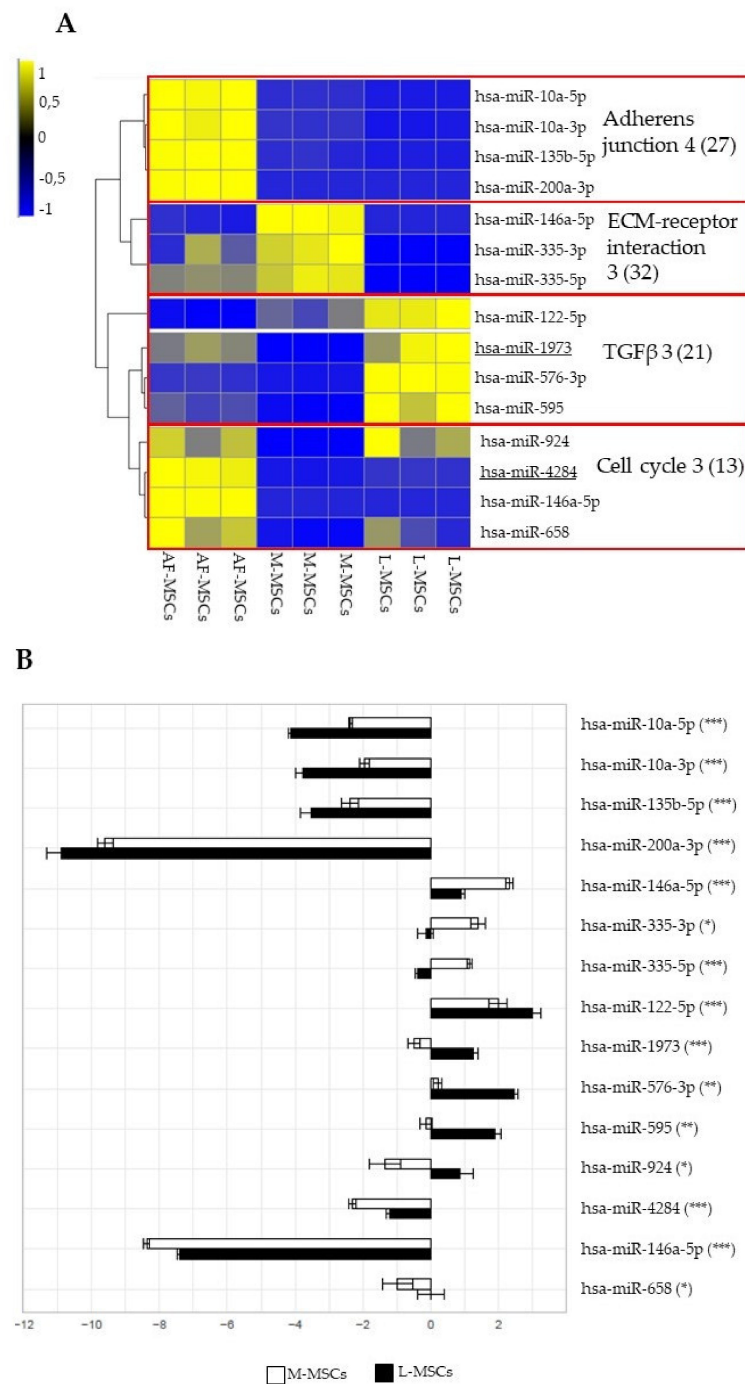 A
1
0,5
0
-0,5
-1
hsa-miR-10a-5p
hsa-miR-10a-3p
hsa-miR-135b-5p
hsa-miR-200a-3p
Adherens
junction 4 (27)
hsa-miR-146a-5p
hsa-miR-335-3p
hsa-miR-335-5p
ECM-receptor
interaction
3 (32)
hsa-miR-122-5p
hsa-miR-1973
hsa-miR-576-3p
hsa-miR-595
TGFβ 3 (21)
hsa-miR-924
hsa-miR-4284
hsa-miR-146a-5p
hsa-miR-658
Cell cycle 3 (13)
AF-MSCs
AF-MSCs
AF-MSCs
M-MSCs
M-MSCs
M-MSCs
L-MSCs
L-MSCs
L-MSCs
B
hsa-miR-10a-5p (***)
hsa-miR-10a-3p (***)
hsa-miR-135b-5p (***)
hsa-miR-200a-3p (***)
hsa-miR-146a-5p (***)
hsa-miR-335-3p (*)
hsa-miR-335-5p (***)
hsa-miR-122-5p (***)
hsa-miR-1973 (***)
hsa-miR-576-3p (**)
hsa-miR-595 (**)
hsa-miR-924 (*)
hsa-miR-4284 (***)
hsa-miR-146a-5p (***)
hsa-miR-658 (*)
−12 −10 −8 −6 −4 −2 0 2
M-MSCs L-MSCs